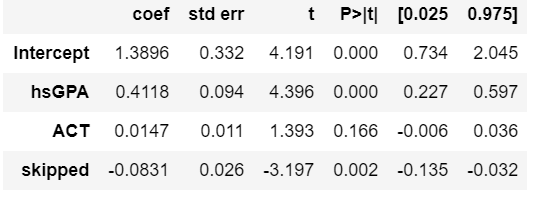 coef std err t P>|t| [0.025 0.975]
Intercept 1.3896 0.332 4.191 0.000 0.734 2.045
hsGPA 0.4118 0.094 4.396 0.000 0.227 0.597
ACT 0.0147 0.011 1.393 0.166 -0.006 0.036
skipped -0.0831 0.026 -3.197 0.002 -0.135 -0.032